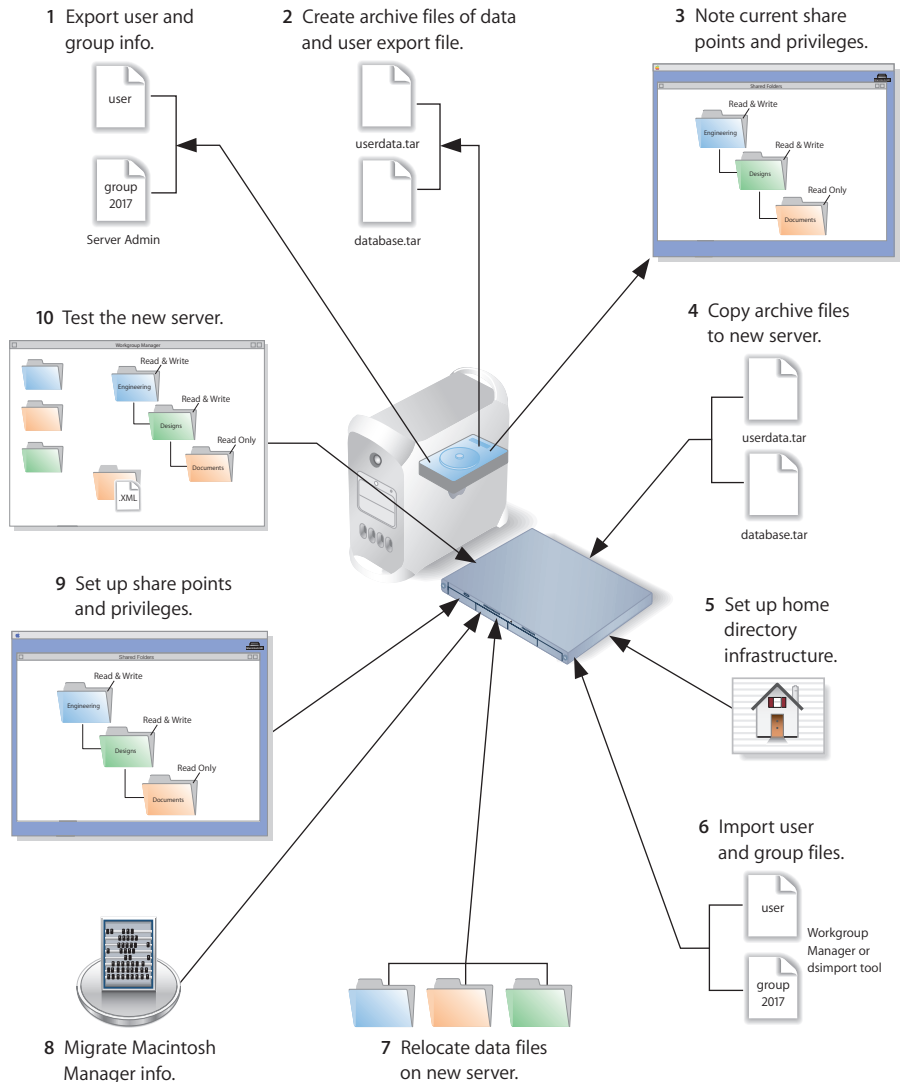 1 Export user and
group info.
user
group
2017
Server Admin
2 Create archive files of data
and user export file.
userdata.tar
database.tar
3 Note current share
points and privileges.
Shared Folders
Read & Write
Engineering
Read & Write
Designs
Read Only
Documents
4 Copy archive files
to new server.
userdata.tar
database.tar
5 Set up home
directory
infrastructure.
6 Import user
and group files.
user
group
2017
Workgroup
Manager or
dsimport tool
7 Relocate data files
on new server.
8 Migrate Macintosh
Manager info.
9 Set up share points
and privileges.
Shared Folders
Read & Write
Engineering
Read & Write
Designs
Read Only
Documents
10 Test the new server.
Workgroup Manager
Read & Write
Engineering
Read & Write
Designs
Read Only
Documents
.XML